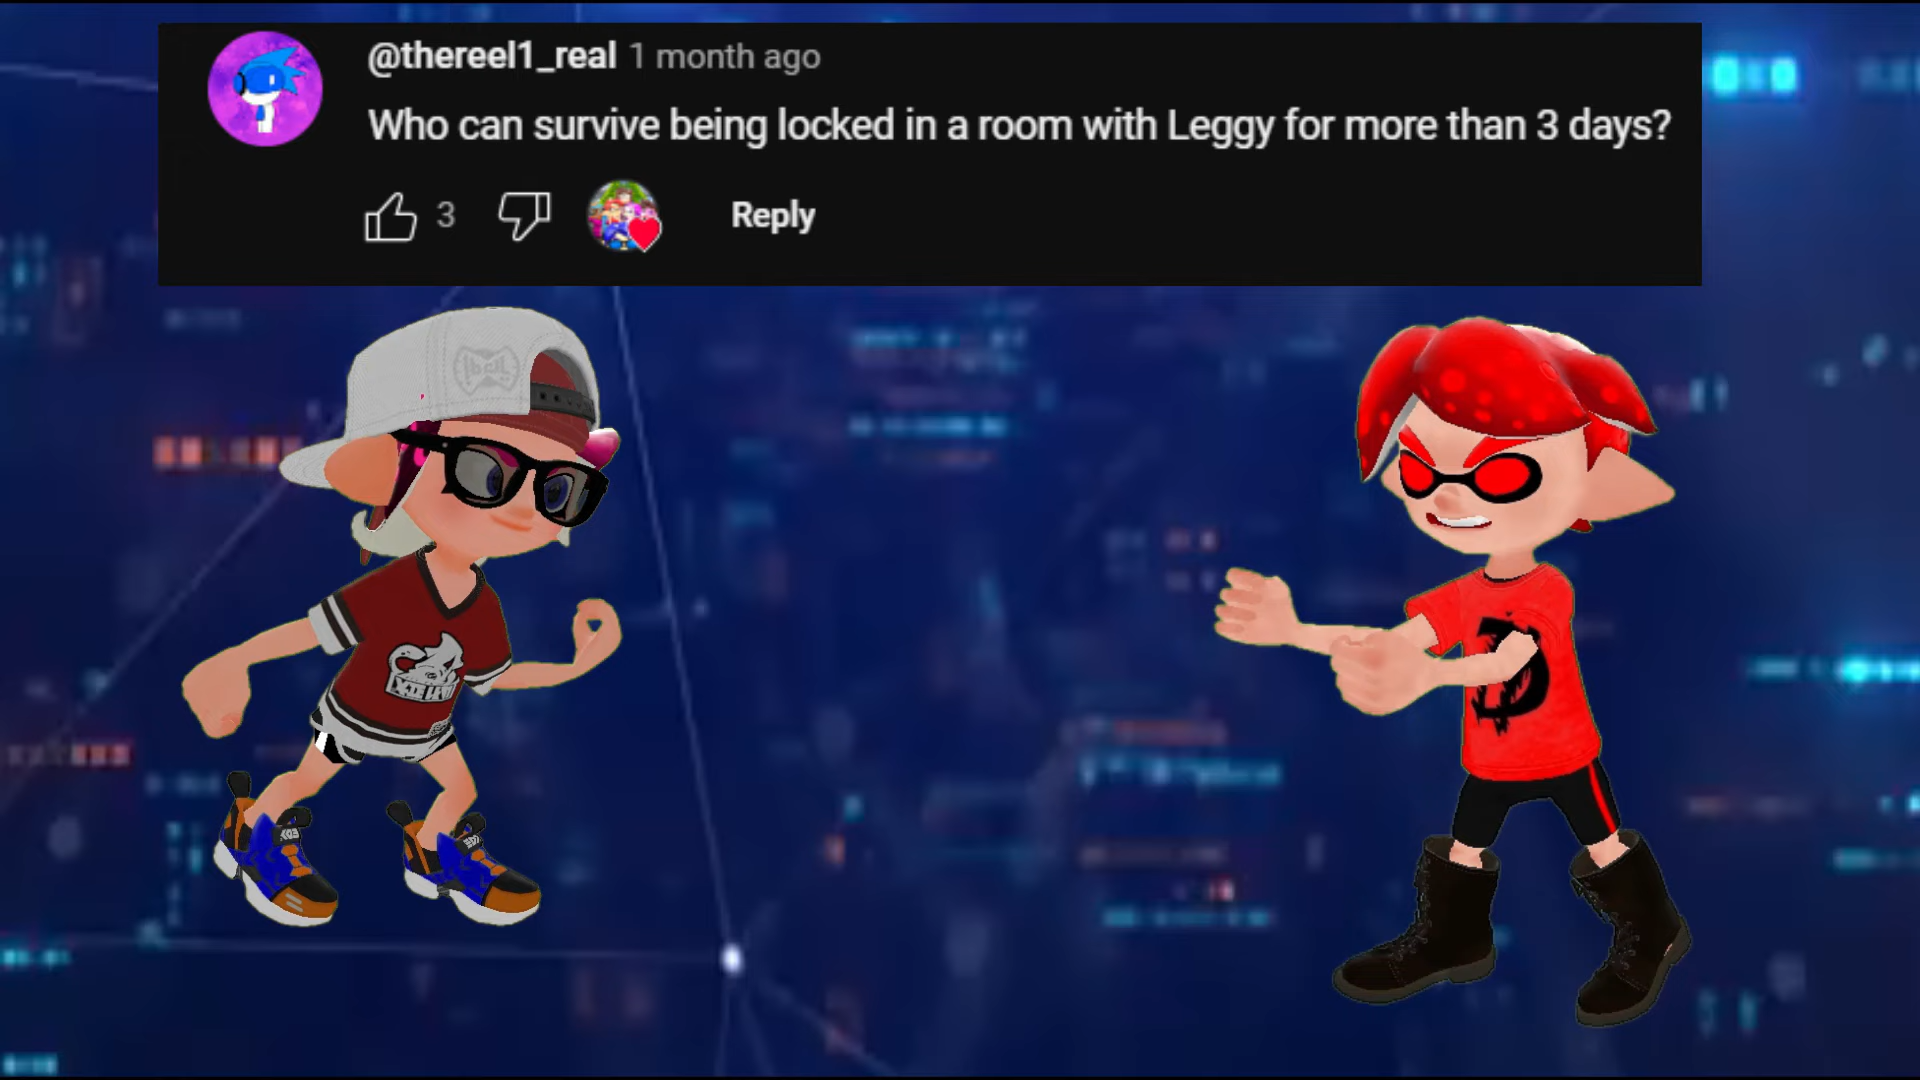 @thereel1_real 1 month ago
Who can survive being locked in a room with Leggy for more than 3 days?
3
Reply